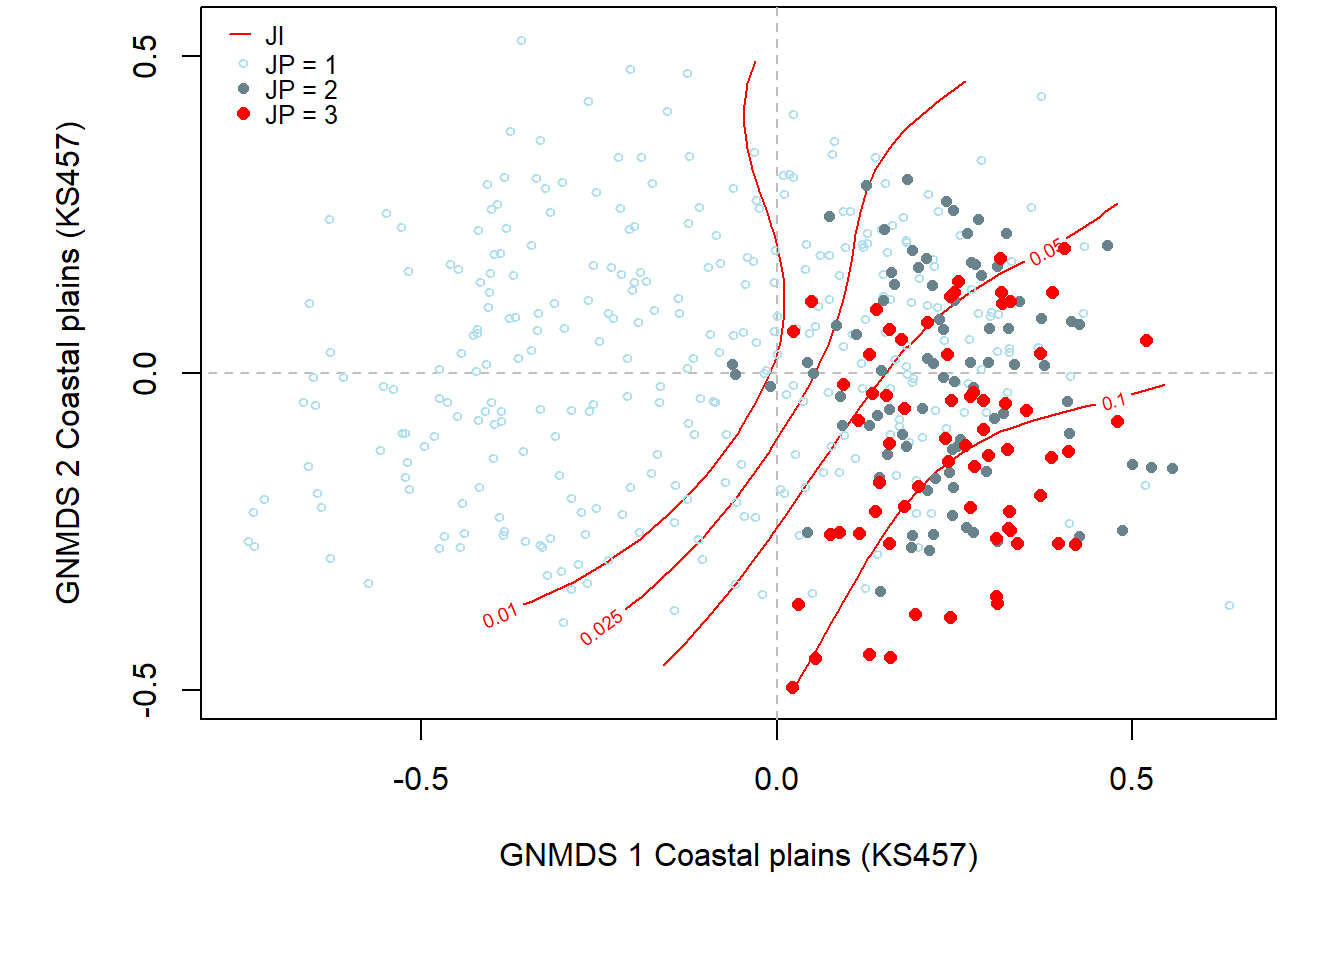 JI
JP = 1
JP = 2
JP = 3
0.5
0.0
-0.5
GNMDS 2 Coastal plains (KS457)
0.05
0.1
0.01
0.025
-0.5
0.0
0.5
GNMDS 1 Coastal plains (KS457)